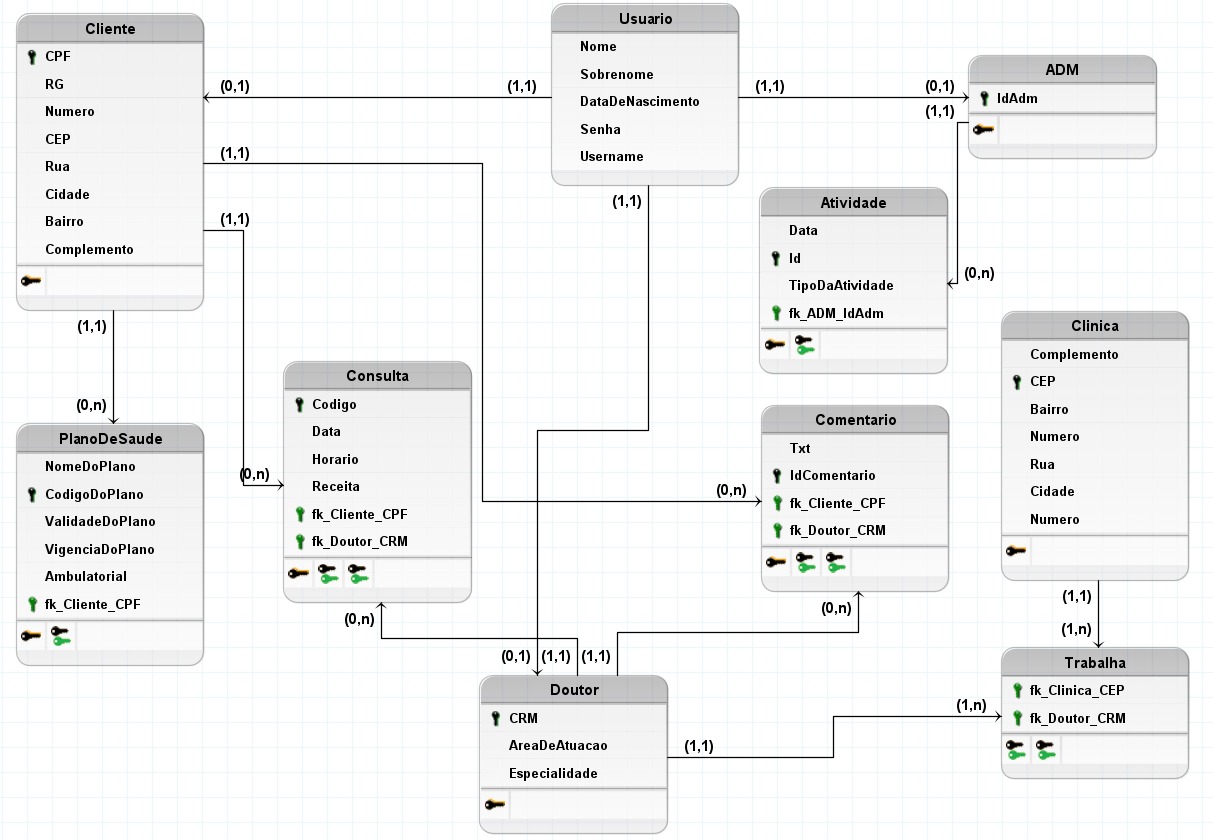 Cliente
CPF
RG
Numero
CEP
Rua
Cidade
Bairro
Complemento
(0,1)
(1,1)
(1,1)
(1,1)
Usuario
Nome
Sobrenome
DataDeNascimento
Senha
Username
(1,1)
(0,1)
(1,1)
(1,1)
ADM
IdAdm
Atividade
Data
Id
TipoDaAtividade
fk_ADM_IdAdm
(0,n)
(1,1)
(0,n)
PlanoDeSaude
NomeDoPlano
CodigoDoPlano
ValidadeDoPlano
VigenciaDoPlano
Ambulatorial
fk_Cliente_CPF
Consulta
Codigo
Data
Horario
Receita
fk_Cliente_CPF
fk_Doutor_CRM
(0,n)
(0,n)
Comentario
Txt
IdComentario
fk_Cliente_CPF
fk_Doutor_CRM
(0,n)
(0,n)
Clinica
Complemento
CEP
Bairro
Numero
Rua
Cidade
Numero
(1,1)
(1,n)
(0,1)
(1,1)
(1,1)
Doutor
CRM
AreaDeAtuacao
Especialidade
(1,1)
(1,n)
Trabalha
fk_Clinica_CEP
fk_Doutor_CRM